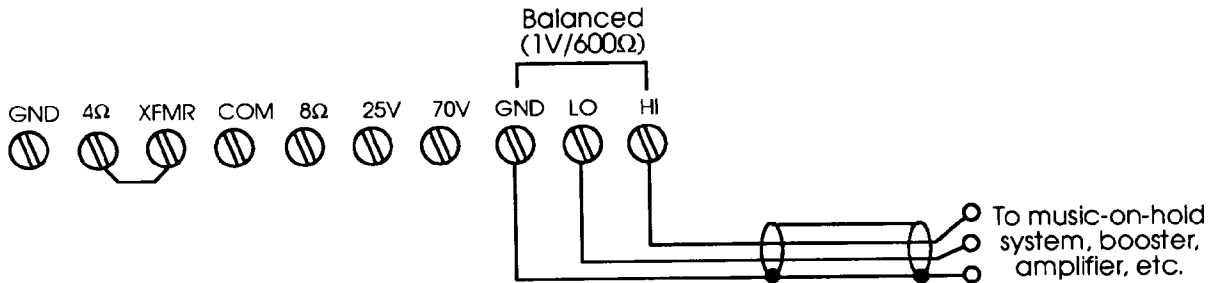 Balanced
(1V/600Ω)
GND 4Ω XFMR COM 8Ω 25V 70V GND LO HI
To music-on-hold
system, booster,
amplifier, etc.